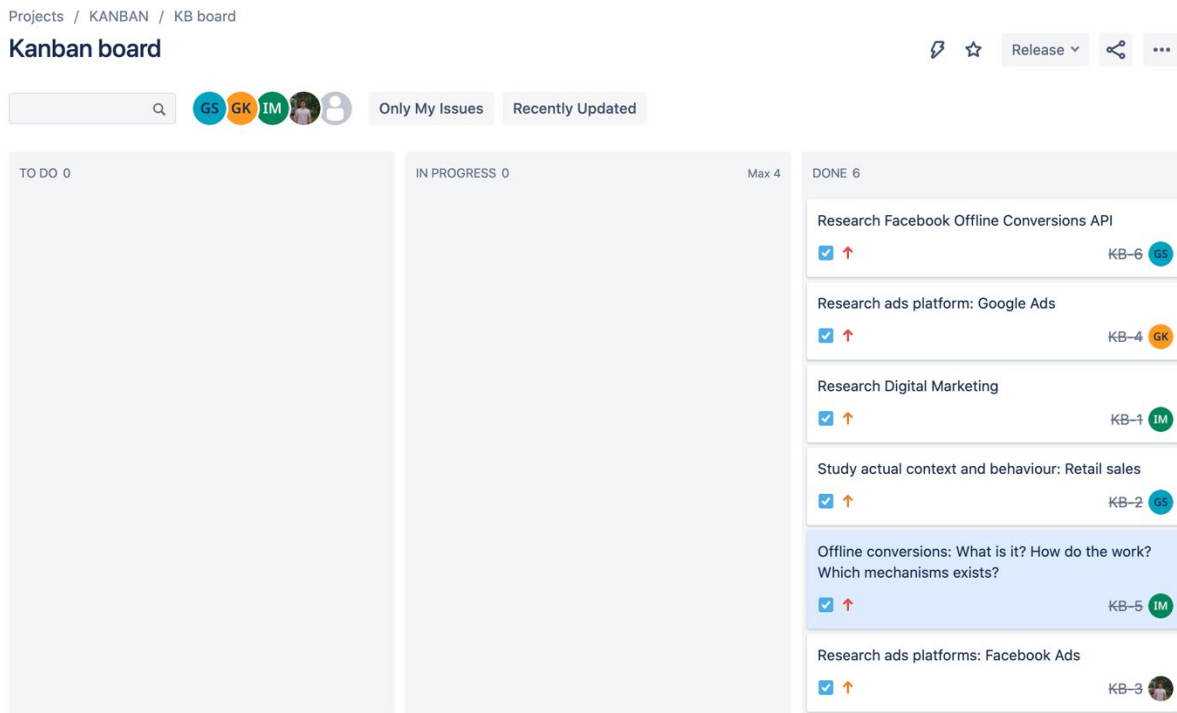 Projects / KANBAN / KB board
Kanban board
Release
GS GK IM Only My Issues Recently Updated
TO DO 0
IN PROGRESS 0 Max 4
DONE 6
Research Facebook Offline Conversions API
KB-6 GS
Research ads platform: Google Ads
KB-4 GK
Research Digital Marketing
KB-1 IM
Study actual context and behaviour: Retail sales
KB-2 GS
Offline conversions: What is it? How do the work?
Which mechanisms exists?
KB-5 IM
Research ads platforms: Facebook Ads
KB-3